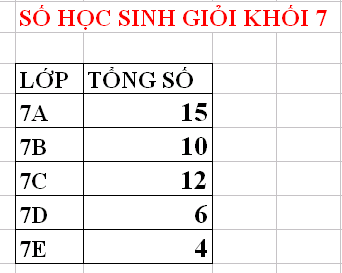 SỐ HỌC SINH GIỎI KHỐI 7
LỚP TỔNG SỐ
7A 15
7B 10
7C 12
7D 6
7E 4